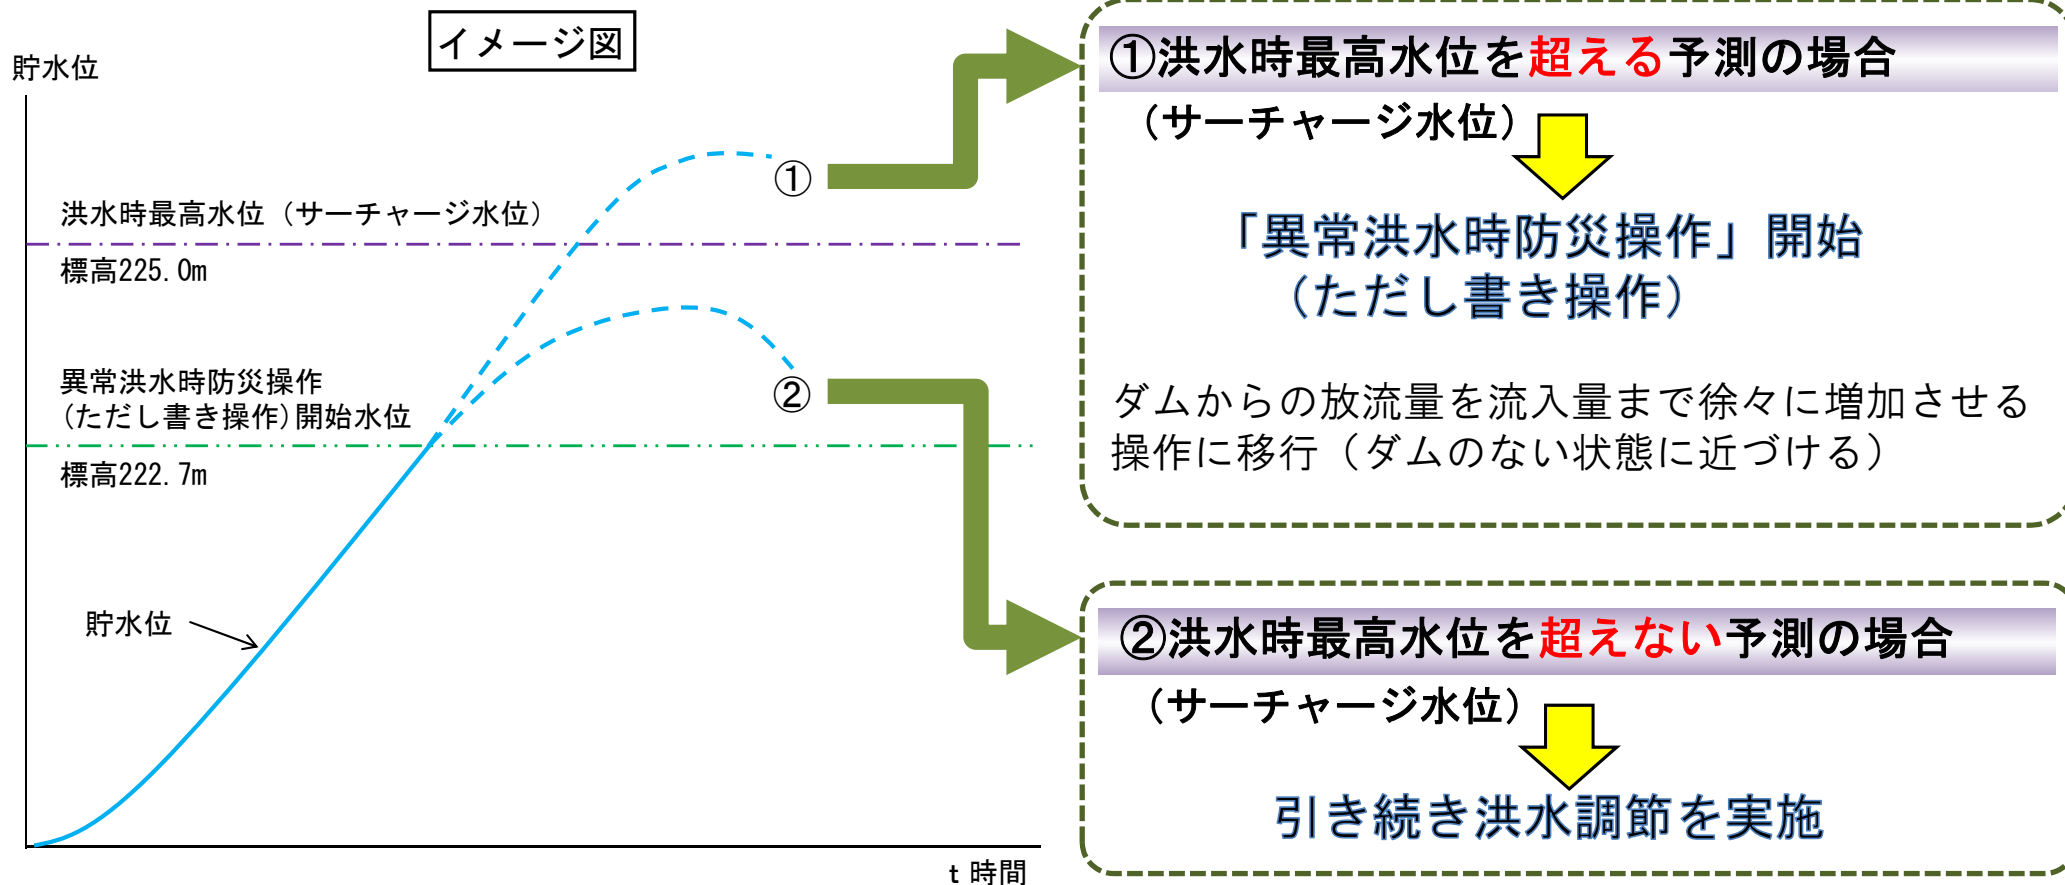 イメージ図
貯水位
洪水時最高水位（サーチャージ水位）
標高225.0m
異常洪水時防災操作
(ただし書き操作)開始水位
標高222.7m
貯水位
t 時間
①
②
①洪水時最高水位を超える予測の場合
（サーチャージ水位）
「異常洪水時防災操作」開始
（ただし書き操作）
ダムからの放流量を流入量まで徐々に増加させる
操作に移行（ダムのない状態に近づける）
②洪水時最高水位を超えない予測の場合
（サーチャージ水位）
引き続き洪水調節を実施